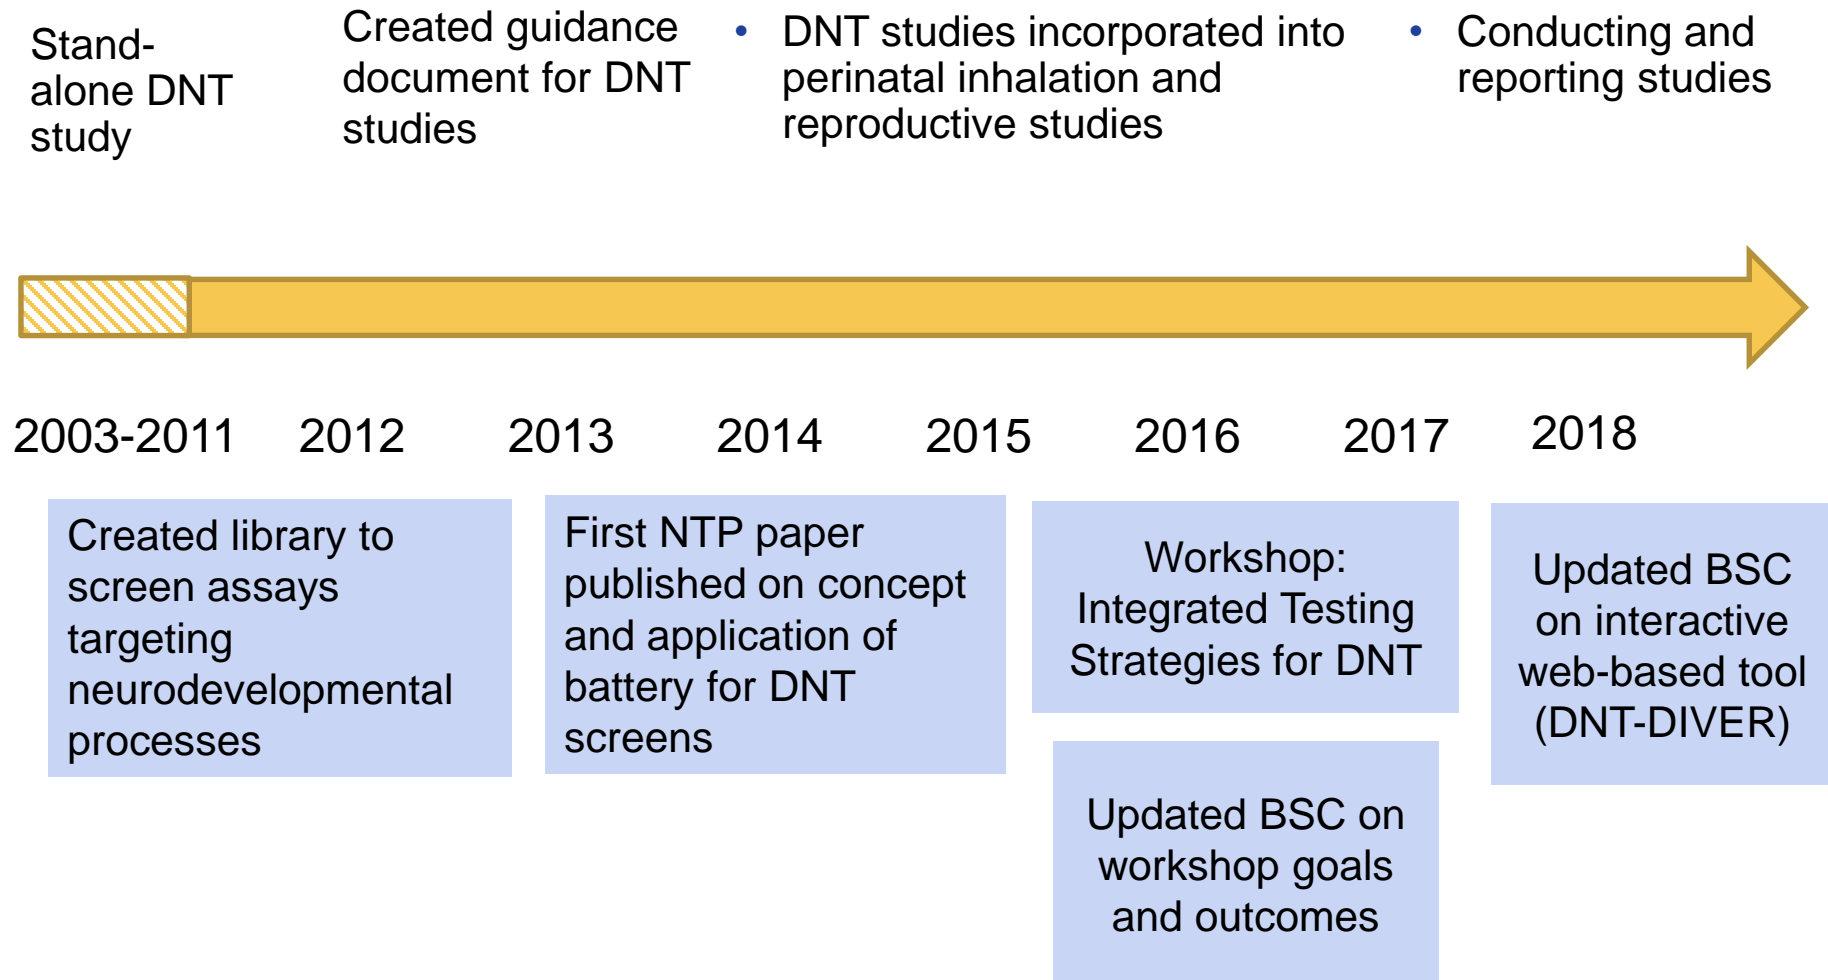 Stand-
alone DNT
study
Created guidance
document for DNT
studies
• DNT studies incorporated into
perinatal inhalation and
reproductive studies
• Conducting and
reporting studies
2003-2011
2012
2013
2014
2015
2016
2017
2018
Created library to
screen assays
targeting
neurodevelopmental
processes
First NTP paper
published on concept
and application of
battery for DNT
screens
Workshop:
Integrated Testing
Strategies for DNT
Updated BSC on
workshop goals
and outcomes
Updated BSC
on interactive
web-based tool
(DNT-DIVER)